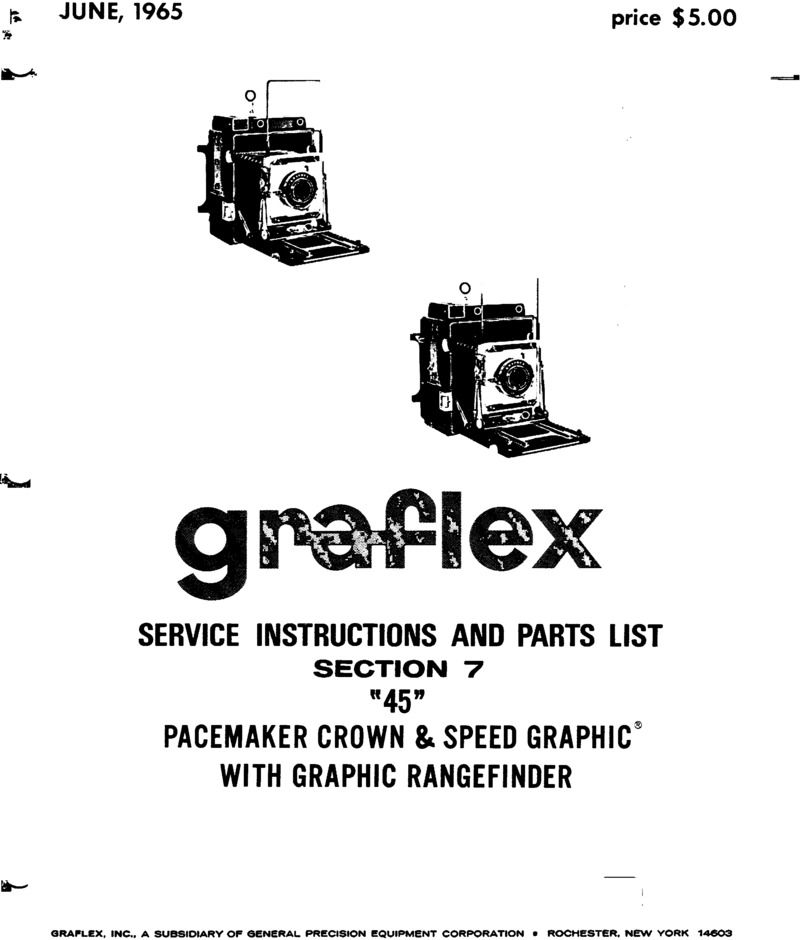 JUNE, 1965
price $5.00
graflex
SERVICE INSTRUCTIONS AND PARTS LIST
SECTION 7
"45"
PACEMAKER CROWN & SPEED GRAPHIC®
WITH GRAPHIC RANGEFINDER
GRAFLEX, INC., A SUBSIDIARY OF GENERAL PRECISION EQUIPMENT CORPORATION • ROCHESTER, NEW YORK 14603